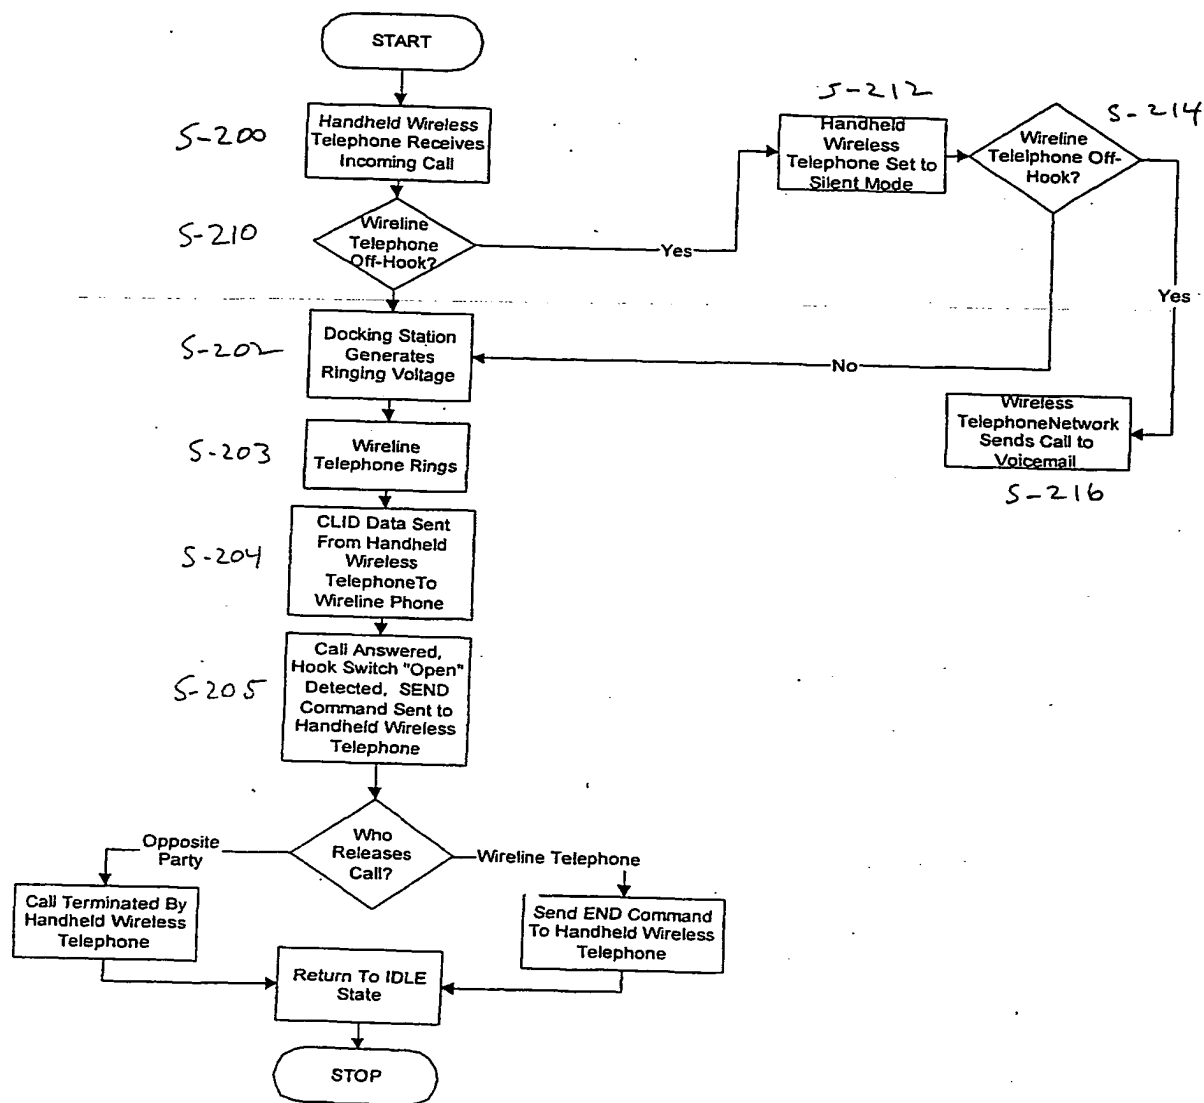 START
S-200
Handheld Wireless
Telephone Receives
Incoming Call
S-210
Wireline
Telephone
Off-Hook?
Yes
S-212
Handheld
Wireless
Telephone Set to
Silent Mode
S-214
Wireline
Telelphone Off-
Hook?
Yes
No
S-202
Docking Station
Generates
Ringing Voltage
Wireless
TelephoneNetwork
Sends Call to
Voicemail
S-216
S-203
Wireline
Telephone Rings
S-204
CLID Data Sent
From Handheld
Wireless
TelephoneTo
Wireline Phone
S-205
Call Answered,
Hook Switch "Open"
Detected, SEND
Command Sent to
Handheld Wireless
Telephone
Who
Releases
Call?
Opposite
Party
Wireline Telephone
Call Terminated By
Handheld Wireless
Telephone
Send END Command
To Handheld Wireless
Telephone
Return To IDLE
State
STOP